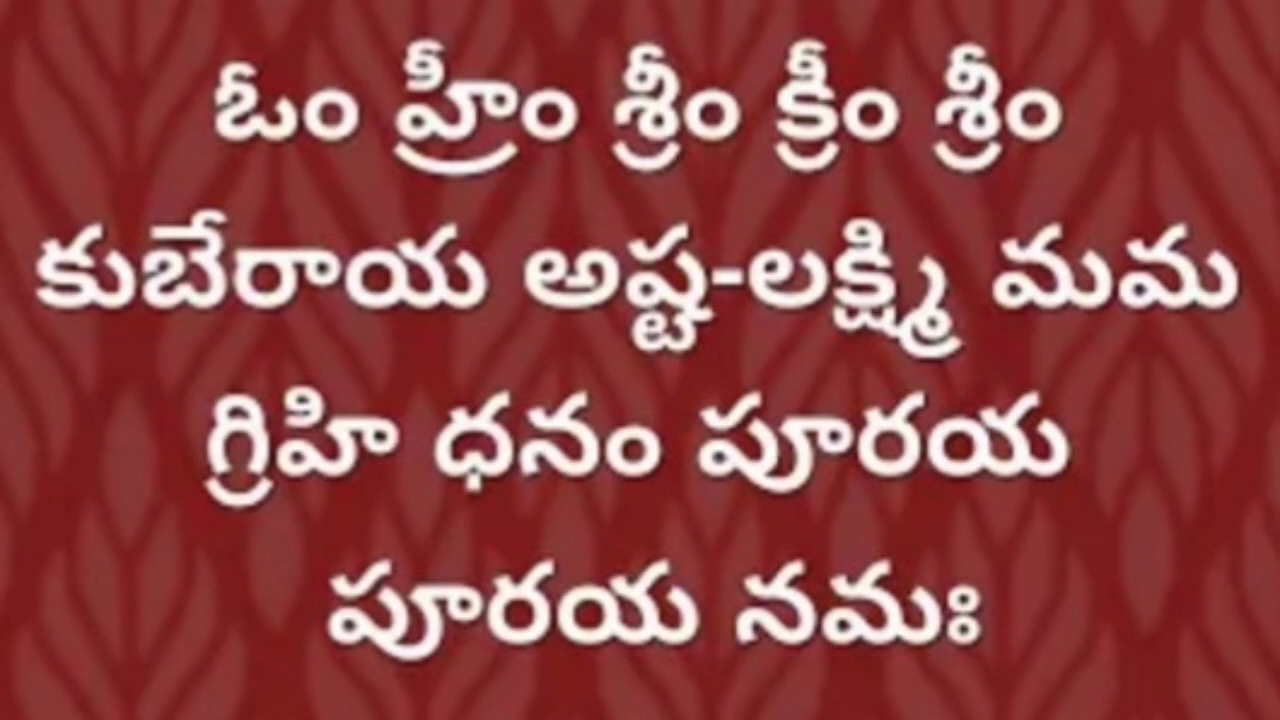 ఓం హ్రీం శ్రీం క్రీం శ్రీం
కుబేరాయ అష్ట-లక్ష్మి మమ
గ్రిహి ధనం పూరయ
పూరయ నమః